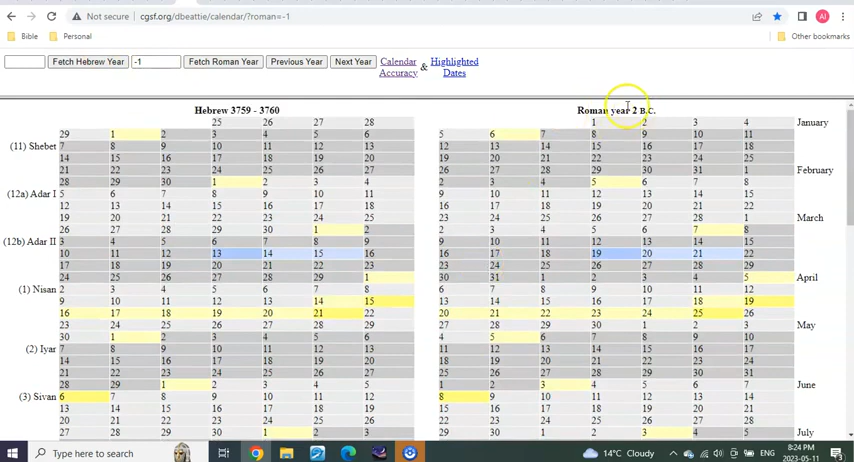 Not secure cgsf.org/dbeattie/calendar/?roman=-1 Al
Bible Personal Other bookmarks
Fetch Hebrew Year -1 Fetch Roman Year Previous Year Next Year Calendar Accuracy & Highlighted Dates
Hebrew 3759 - 3760 Roman year 2 B.C.
25 26 27 28 1 2 3 4 January
29 1 2 3 4 5 6 5 6 7 8 9 10 11
(11) Shebet 7 8 9 10 11 12 13 12 13 14 15 16 17 18
14 15 16 17 18 19 20 19 20 21 22 23 24 25
21 22 23 24 25 26 27 26 27 28 29 30 31 1 February
28 29 30 1 2 3 4 2 3 4 5 6 7 8
(12a) Adar I 5 6 7 8 9 10 11 9 10 11 12 13 14 15
12 13 14 15 16 17 18 16 17 18 19 20 21 22
19 20 21 22 23 24 25 23 24 25 26 27 28 1 March
26 27 28 29 30 1 2 2 3 4 5 6 7 8
(12b) Adar II 3 4 5 6 7 8 9 9 10 11 12 13 14 15
10 11 12 13 14 15 16 16 17 18 19 20 21 22
17 18 19 20 21 22 23 23 24 25 26 27 28 29
24 25 26 27 28 29 1 30 31 1 2 3 4 5 April
(1) Nisan 2 3 4 5 6 7 8 6 7 8 9 10 11 12
9 10 11 12 13 14 15 13 14 15 16 17 18 19
16 17 18 19 20 21 22 20 21 22 23 24 25 26
23 24 25 26 27 28 29 27 28 29 30 1 2 3 May
30 1 2 3 4 5 6 4 5 6 7 8 9 10
(2) Iyar 7 8 9 10 11 12 13 11 12 13 14 15 16 17
14 15 16 17 18 19 20 18 19 20 21 22 23 24
21 22 23 24 25 26 27 25 26 27 28 29 30 31
28 29 1 2 3 4 5 1 2 3 4 5 6 7 June
(3) Sivan 6 7 8 9 10 11 12 8 9 10 11 12 13 14
13 14 15 16 17 18 19 15 16 17 18 19 20 21
20 21 22 23 24 25 26 22 23 24 25 26 27 28
27 28 29 30 1 2 3 29 30 1 2 3 4 5 July
Type here to search 14°C Cloudy ENG 8:24 PM
2023-05-11